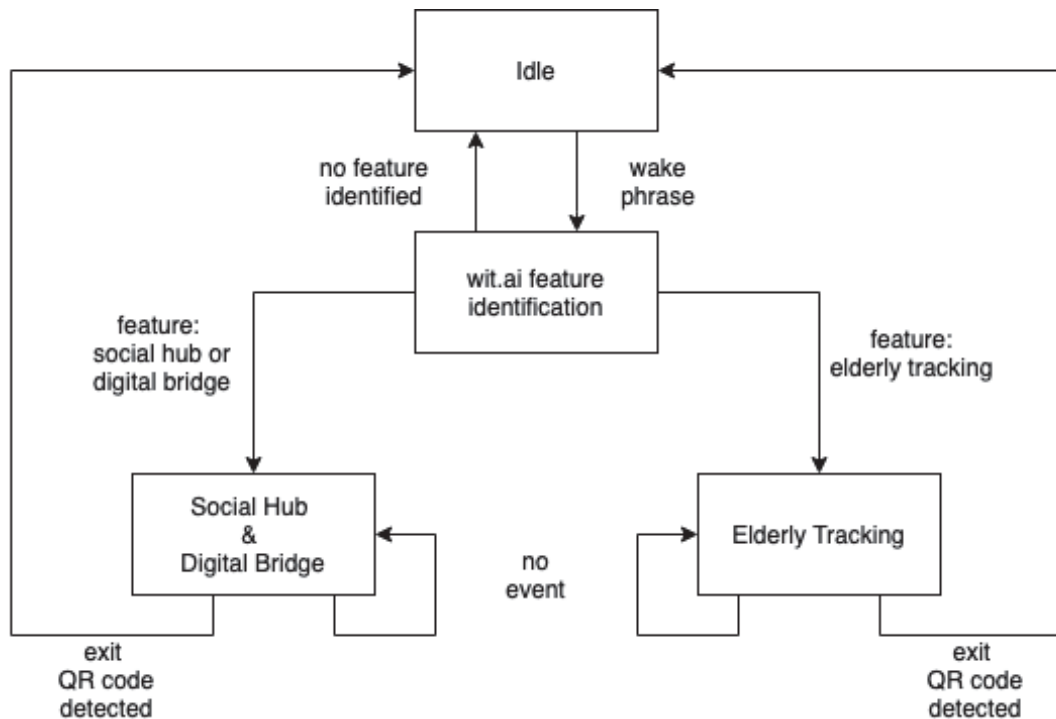 Idle
no feature
identified
wake
phrase
wit.ai feature
identification
feature:
social hub or
digital bridge
feature:
elderly tracking
Social Hub
&
Digital Bridge
no
event
Elderly Tracking
exit
QR code
detected
exit
QR code
detected